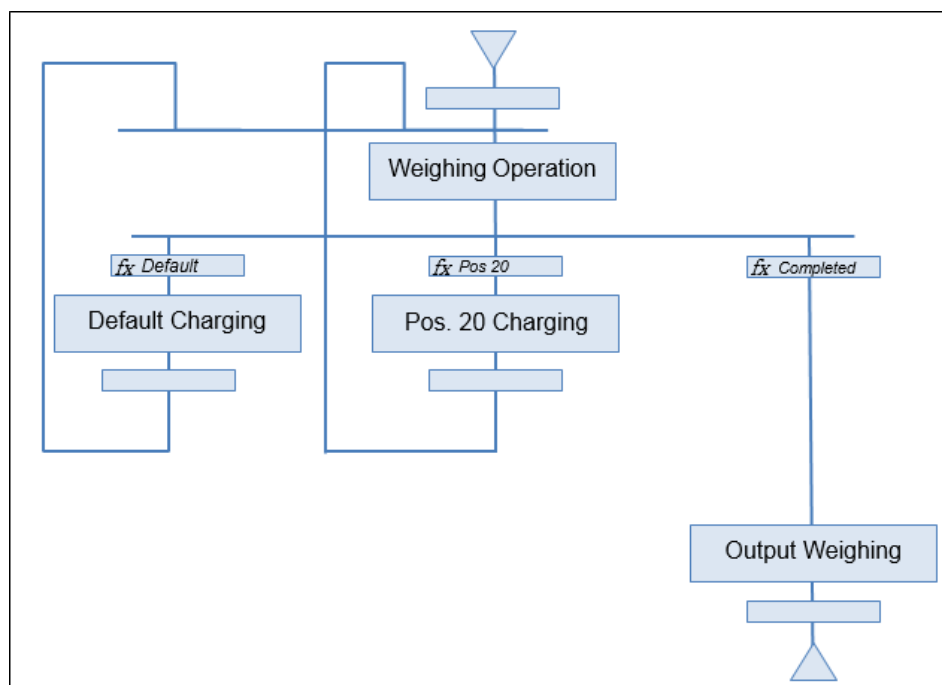 Weighing Operation
fx Default
fx Pos 20
fx Completed
Default Charging
Pos. 20 Charging
Output Weighing